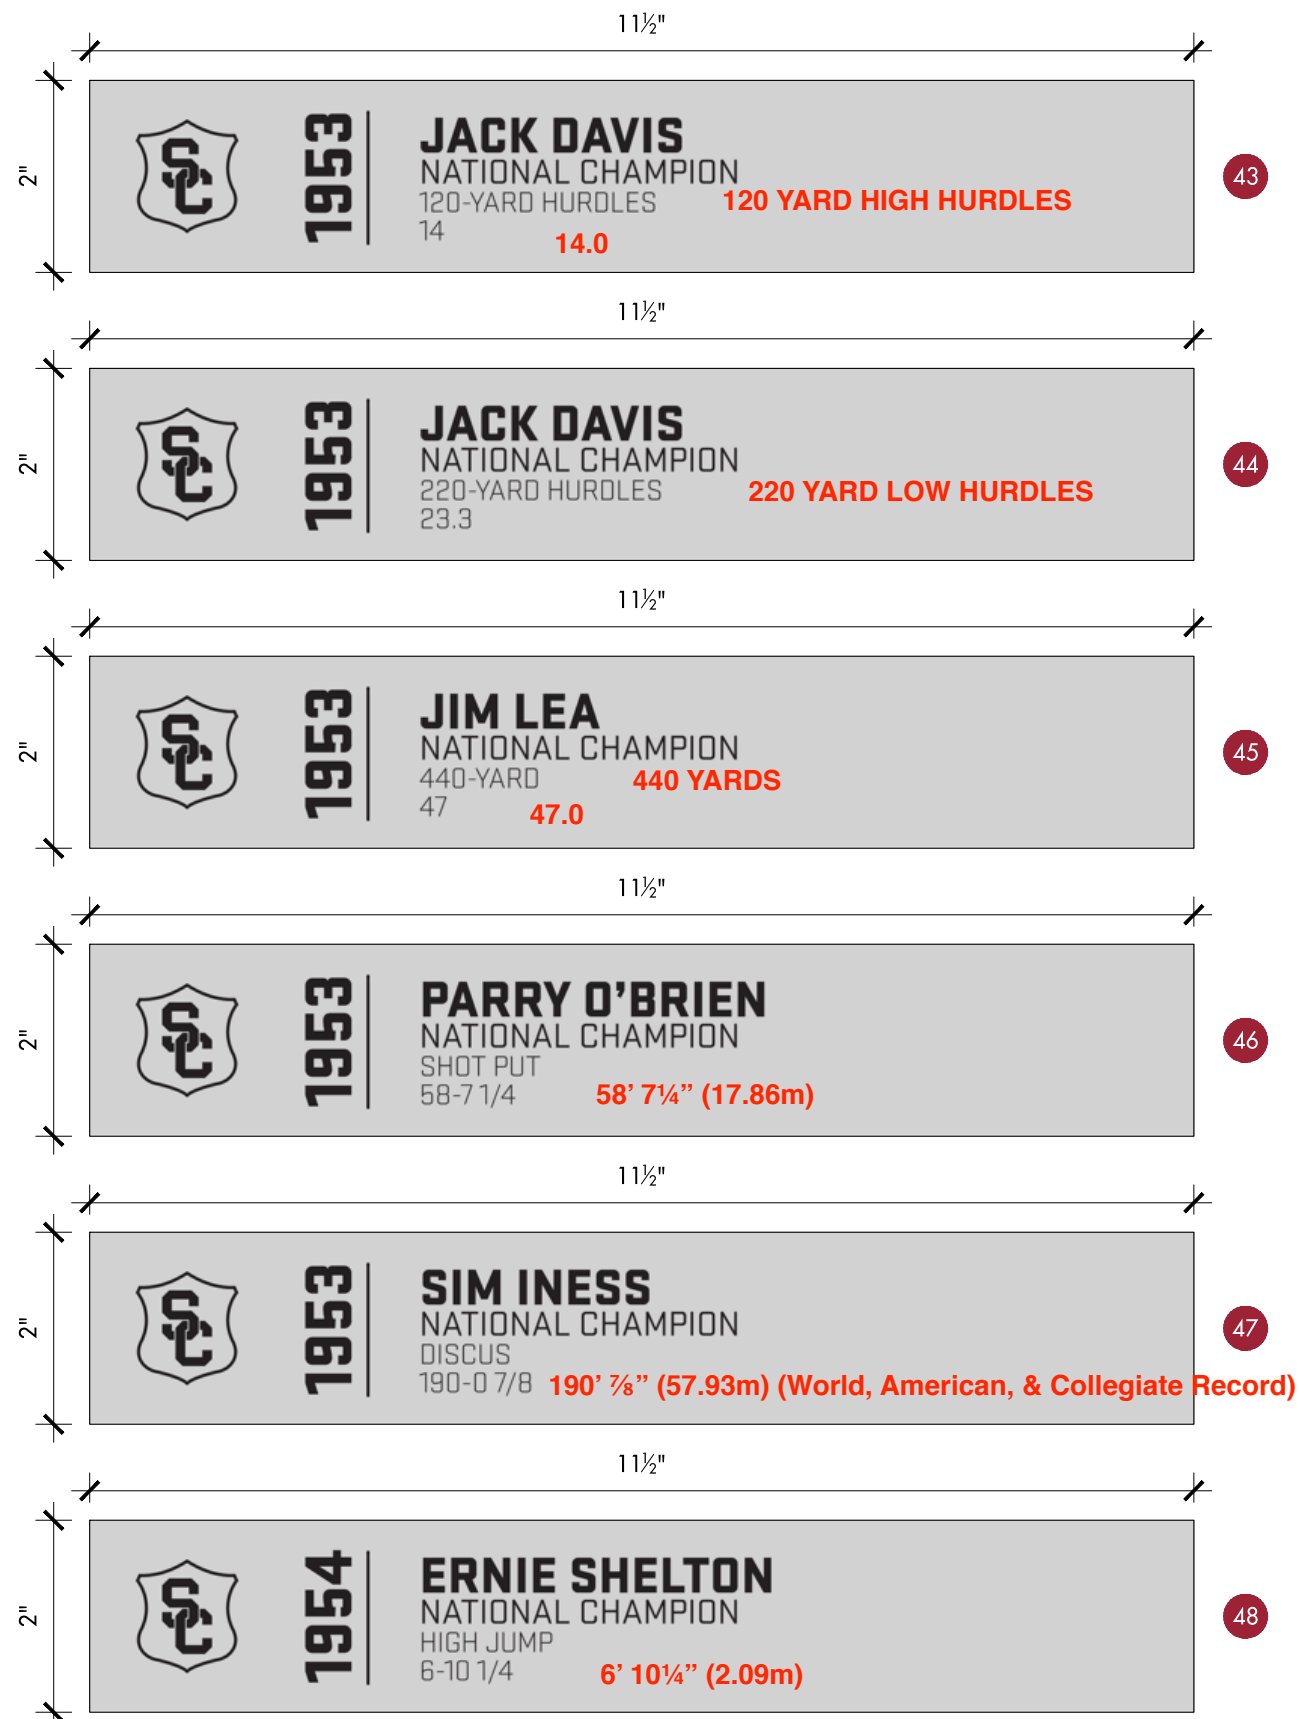 11½"
2"
SC
1953
JACK DAVIS
NATIONAL CHAMPION
120-YARD HURDLES 120 YARD HIGH HURDLES
14 14.0
43
11½"
2"
SC
1953
JACK DAVIS
NATIONAL CHAMPION
220-YARD HURDLES 220 YARD LOW HURDLES
23.3
44
11½"
2"
SC
1953
JIM LEA
NATIONAL CHAMPION
440-YARD 440 YARDS
47 47.0
45
11½"
2"
SC
1953
PARRY O’BRIEN
NATIONAL CHAMPION
SHOT PUT
58-7 1/4 58’ 7¼” (17.86m)
46
11½"
2"
SC
1953
SIM INESS
NATIONAL CHAMPION
DISCUS
190-0 7/8 190’ ⅞” (57.93m) (World, American, & Collegiate Record)
47
11½"
2"
SC
1954
ERNIE SHELTON
NATIONAL CHAMPION
HIGH JUMP
6-10 1/4 6’ 10¼” (2.09m)
48